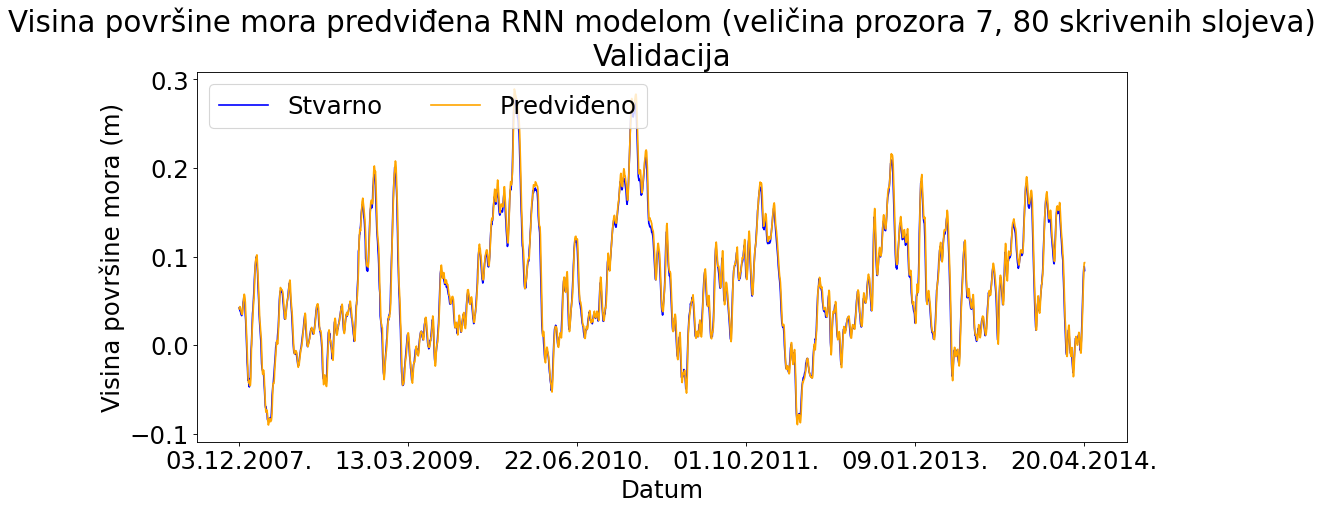 Visina površine mora predviđena RNN modelom (veličina prozora 7, 80 skrivenih slojeva)
Validacija
Stvarno
Predviđeno
Visina površine mora (m)
0.3
0.2
0.1
0.0
−0.1
03.12.2007.
13.03.2009.
22.06.2010.
01.10.2011.
09.01.2013.
20.04.2014.
Datum